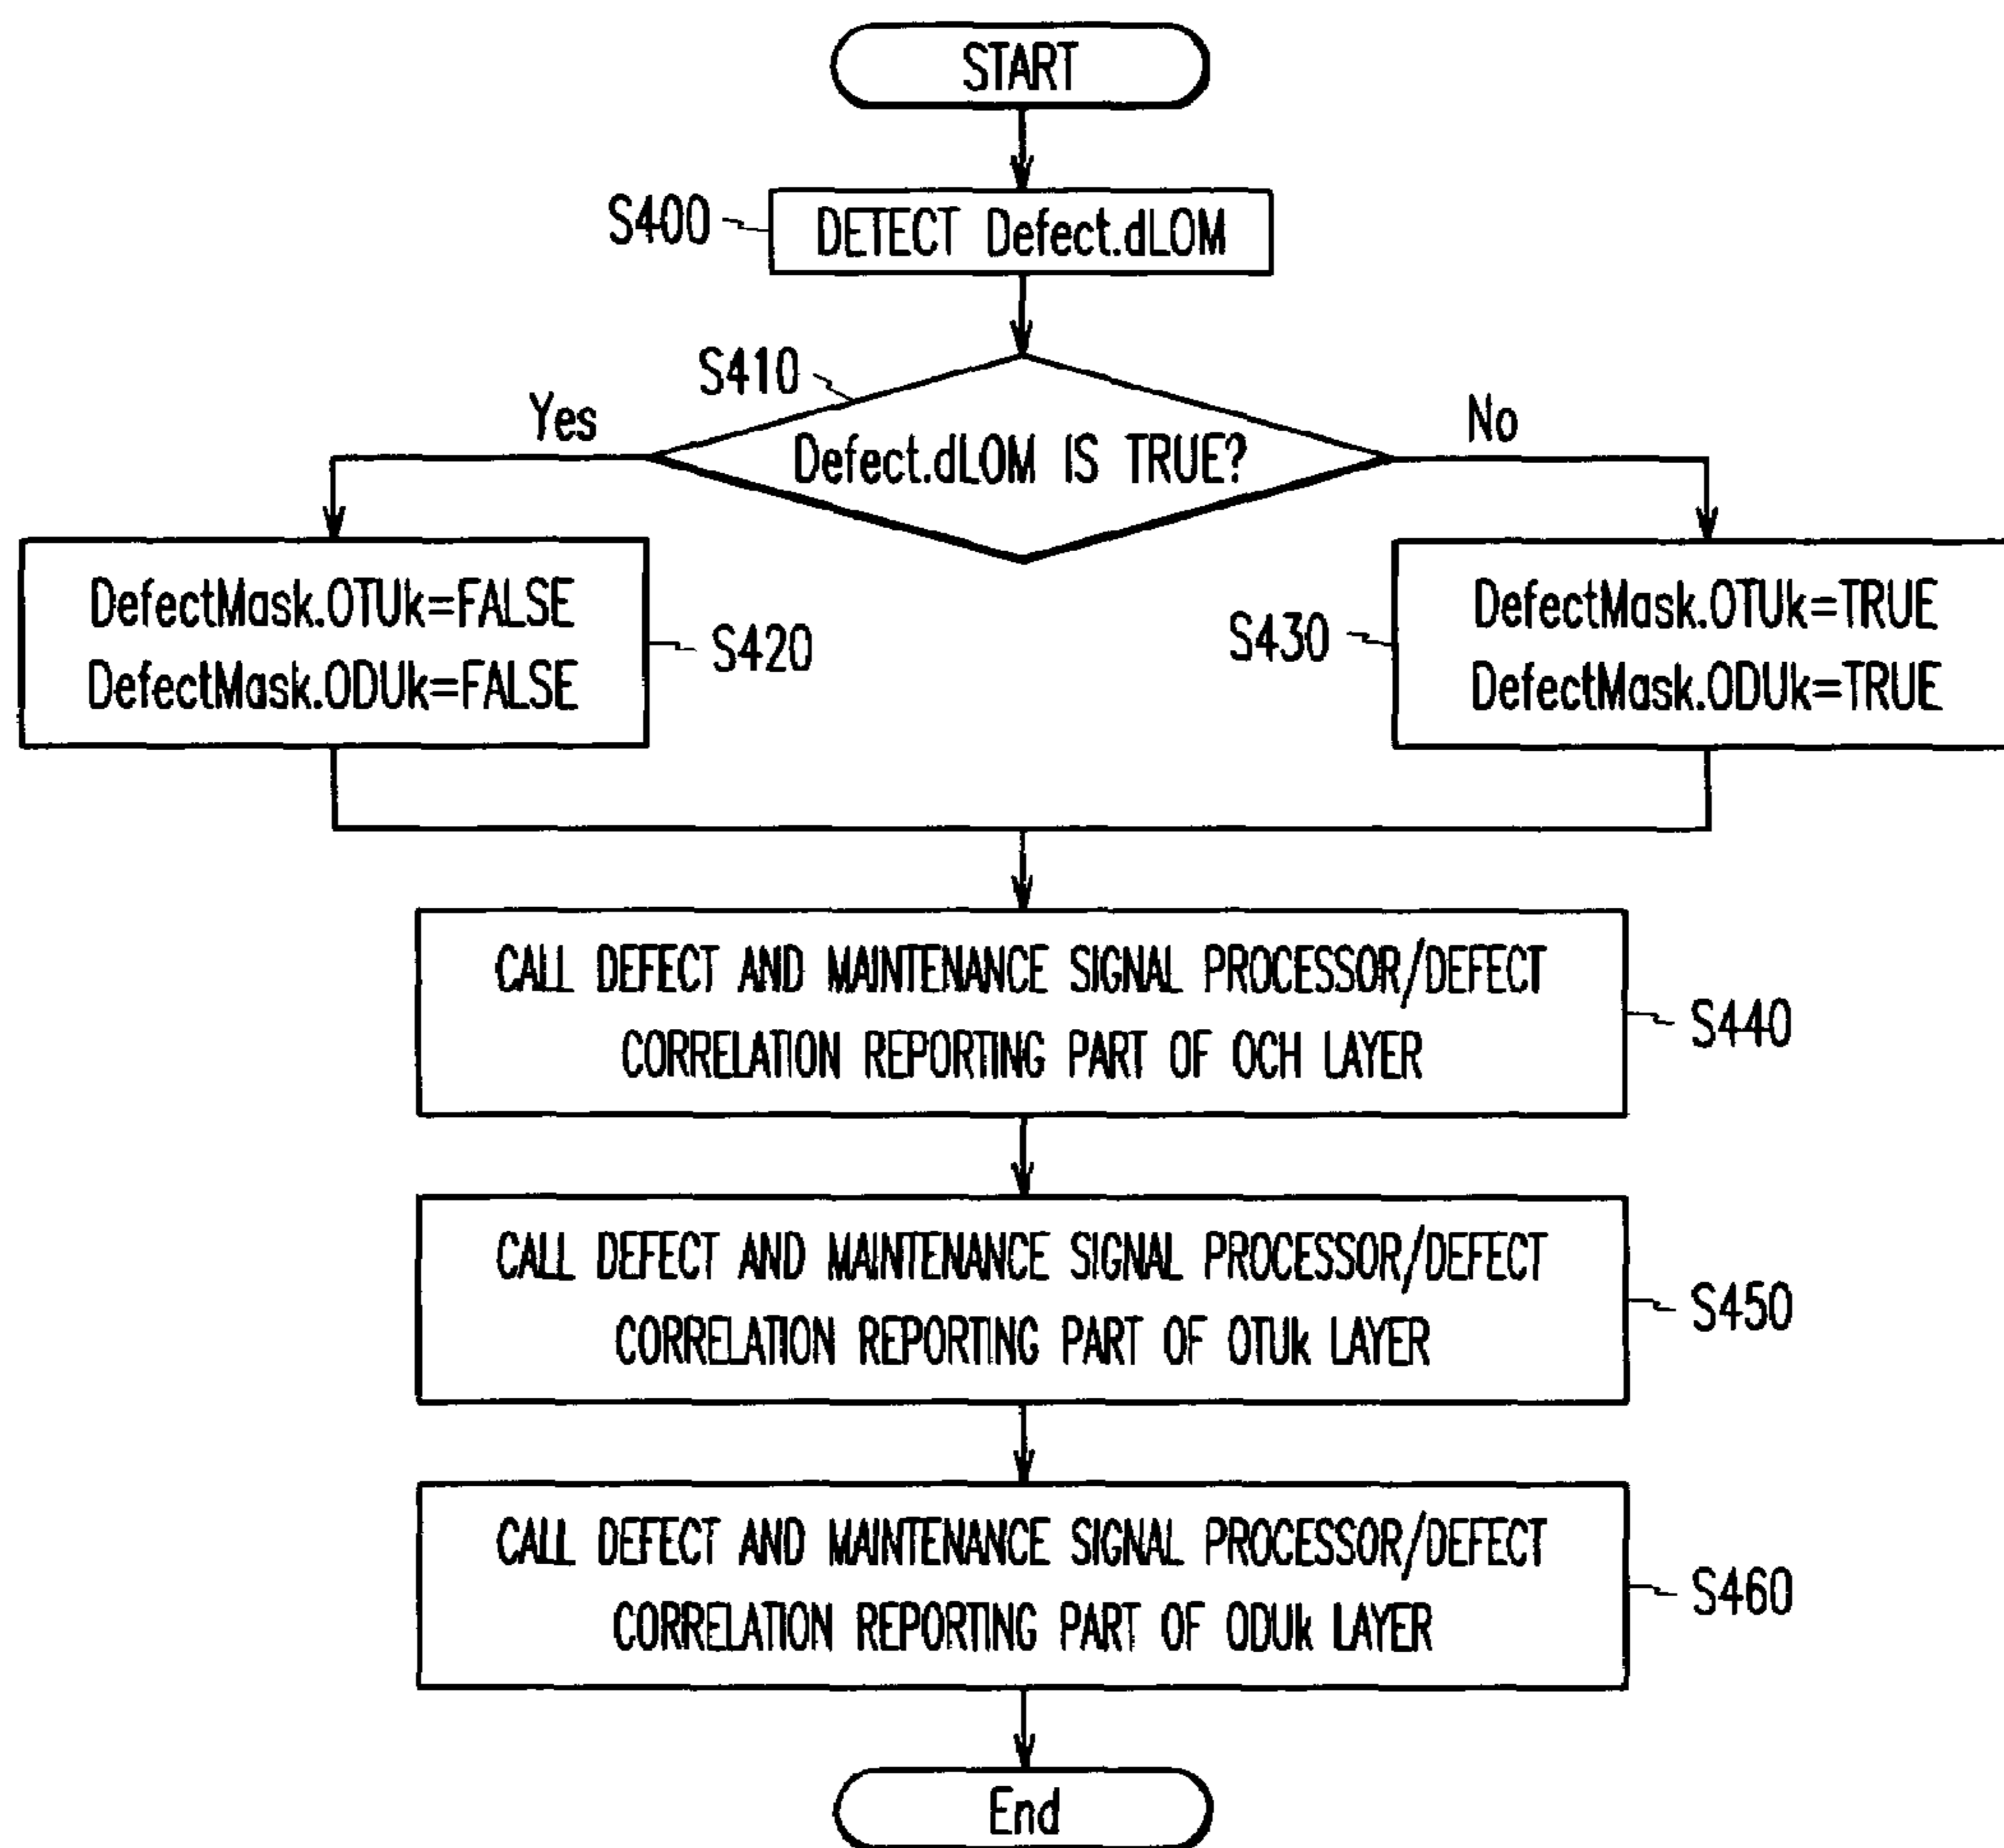 START
S400
DETECT Defect.dLOM
S410
Yes
No
Defect.dLOM IS TRUE?
DefectMask.OTUk=FALSE
DefectMask.ODUk=FALSE
S420
S430
DefectMask.OTUk=TRUE
DefectMask.ODUk=TRUE
CALL DEFECT AND MAINTENANCE SIGNAL PROCESSOR/DEFECT
CORRELATION REPORTING PART OF OCH LAYER
S440
CALL DEFECT AND MAINTENANCE SIGNAL PROCESSOR/DEFECT
CORRELATION REPORTING PART OF OTUk LAYER
S450
CALL DEFECT AND MAINTENANCE SIGNAL PROCESSOR/DEFECT
CORRELATION REPORTING PART OF ODUk LAYER
S460
End